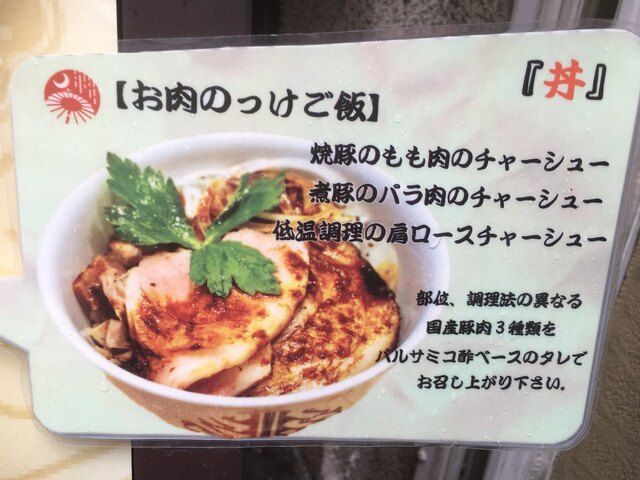 『丼』
【お肉のっけご飯】
焼豚のもも肉のチャーシュー
煮豚のバラ肉のチャーシュー
低温調理の肩ロースチャーシュー
部位、調理法の異なる
国産豚肉３種類を
バルサミコ酢ベースのタレで
お召し上がり下さい。